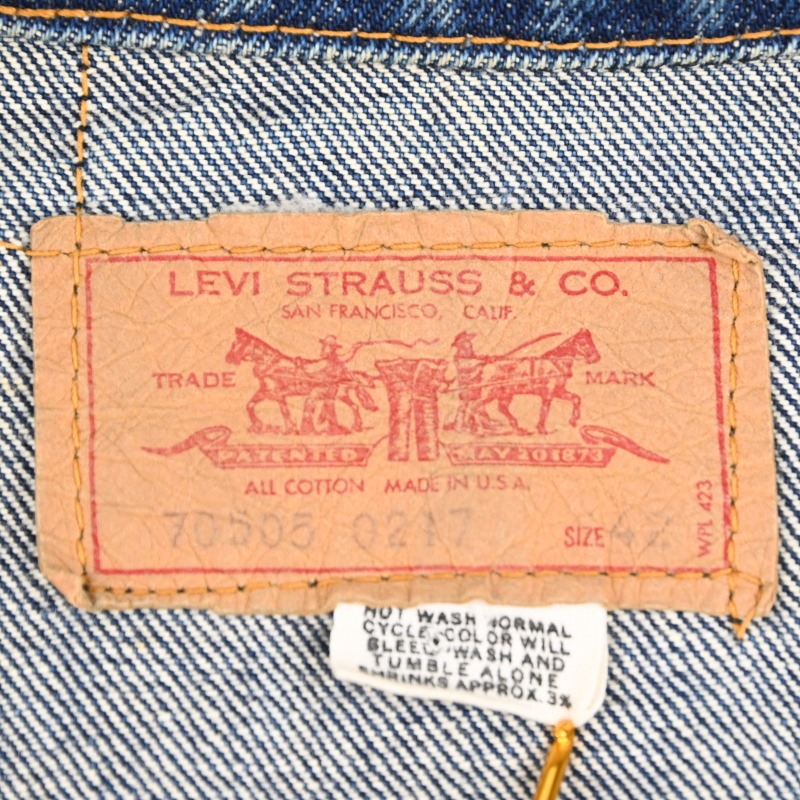 LEVI STRAUSS & CO.
SAN FRANCISCO, CALIF.
TRADE MARK
PATENTED MAY 20 1873
ALL COTTON MADE IN U.S.A.
70505 0217 SIZE 42
WPL 423
HOT WASH NORMAL
CYCLE, COLOR WILL
BLEED WASH AND
TUMBLE ALONE
SHRINKS APPROX. 3%